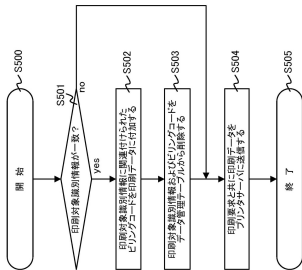 S500
開 始
S501
印刷対象識別情報が一致？
no
yes
S502
印刷対象識別情報に関連付けられた
ビリングコードを印刷データに付加する
S503
印刷対象識別情報およびビリングコードを
データ管理テーブルから削除する
S504
印刷要求と共に印刷データを
プリンタサーバに送信する
S505
終 了